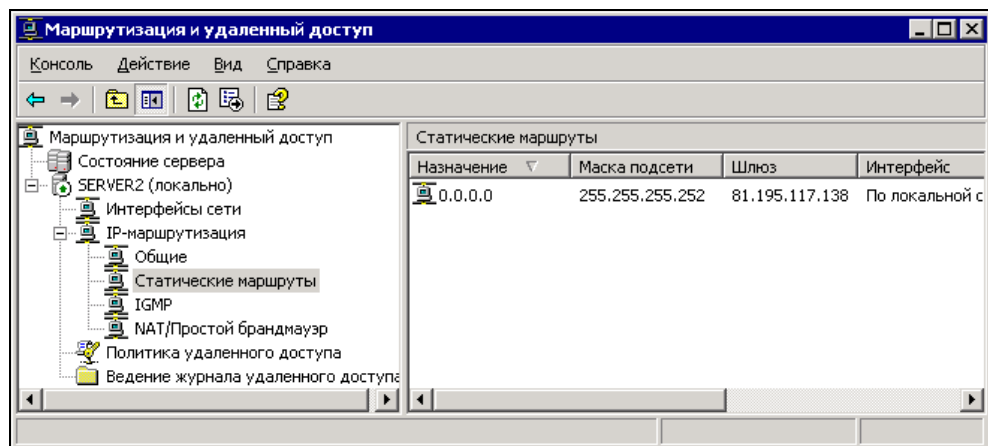 Маршрутизация и удаленный доступ
Консоль Действие Вид Справка
Маршрутизация и удаленный доступ
Состояние сервера
SERVER2 (локально)
Интерфейсы сети
IP-маршрутизация
Общие
Статические маршруты
IGMP
NAT/Простой брандмауэр
Политика удаленного доступа
Ведение журнала удаленного доступа
Статические маршруты
Назначение Маска подсети Шлюз Интерфейс
0.0.0.0 255.255.255.252 81.195.117.138 По локальной с